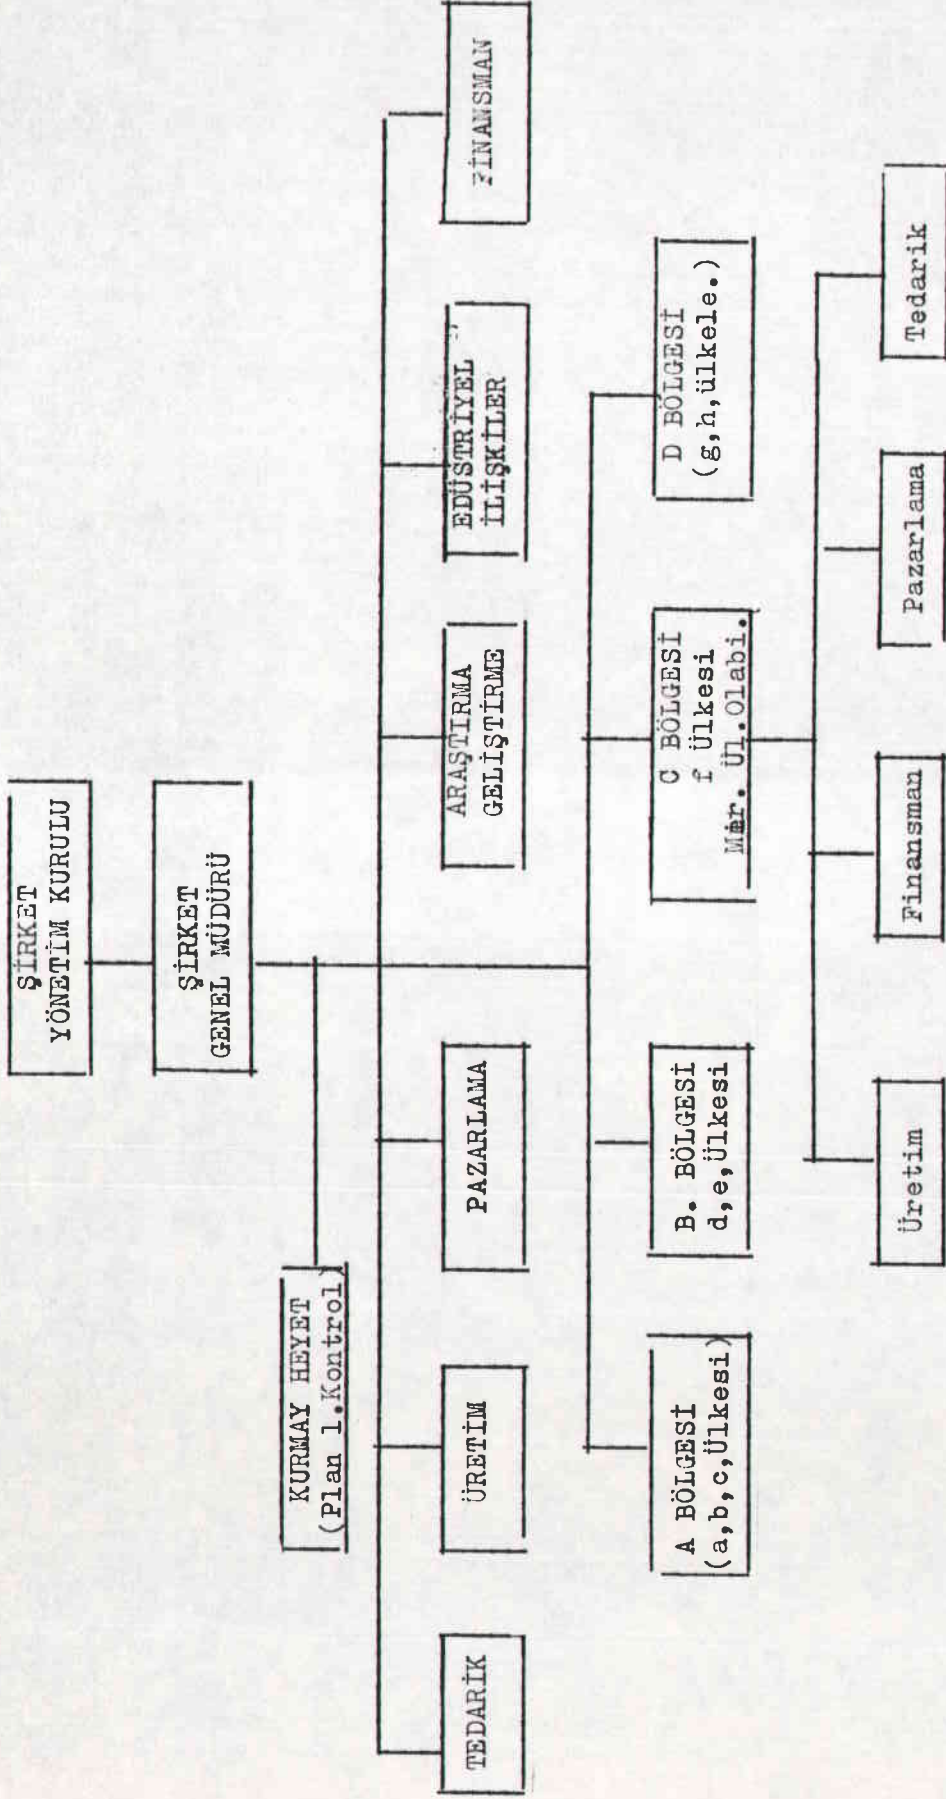 ŞİRKET
YÖNETİM KURULU
ŞİRKET
GENEL MÜDÜRÜ
KURMAY HEYET
(Plan l.Kontrol)
TEDARİK
ÜRETİM
PAZARLAMA
ARAŞTIRMA
GELİŞTİRME
EDÜSTRİYEL
İLİŞKİLER
FİNANSMAN
A BÖLGESİ
(a,b,c,Ülkesi)
B. BÖLGESİ
d,e,Ülkesi
C BÖLGESİ
f Ülkesi
Mer. Ül.Olabi.
D BÖLGESİ
(g,h,ülkele.)
Üretim
Finansman
Pazarlama
Tedarik